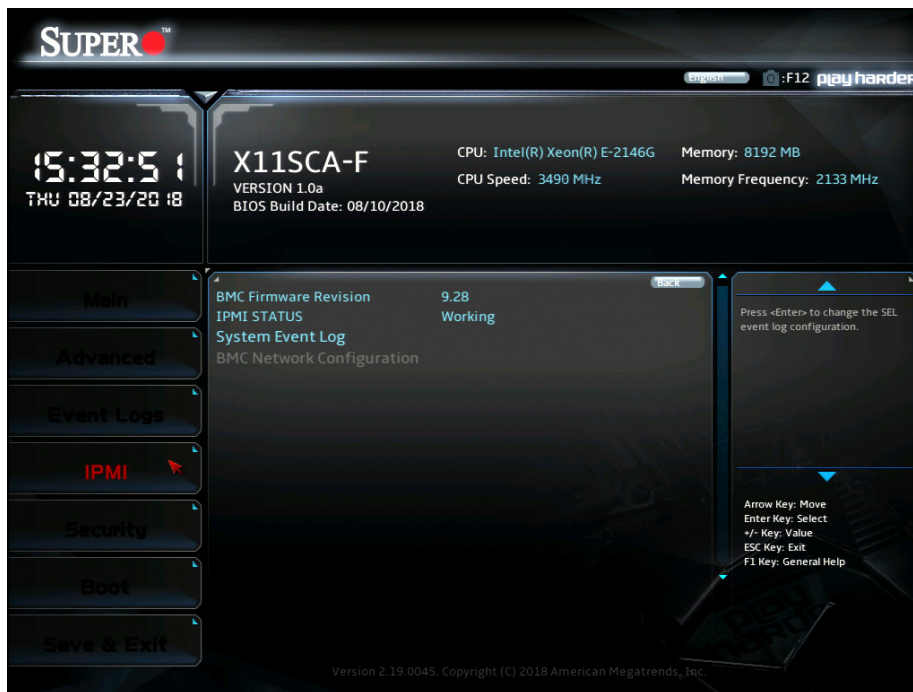 SUPER
TM
English
:F12 play harder
15:32:51
THU 08/23/2018
X11SCA-F
VERSION 1.0a
BIOS Build Date: 08/10/2018
CPU: Intel(R) Xeon(R) E-2146G
CPU Speed: 3490 MHz
Memory: 8192 MB
Memory Frequency: 2133 MHz
Main
Advanced
Event Logs
IPMI
Security
Boot
Save & Exit
Back
BMC Firmware Revision 9.28
IPMI STATUS Working
System Event Log
BMC Network Configuration
Press <Enter> to change the SEL
event log configuration.
Arrow Key: Move
Enter Key: Select
+/- Key: Value
ESC Key: Exit
F1 Key: General Help
play
harder
Version 2.19.0045. Copyright (C) 2018 American Megatrends, Inc.